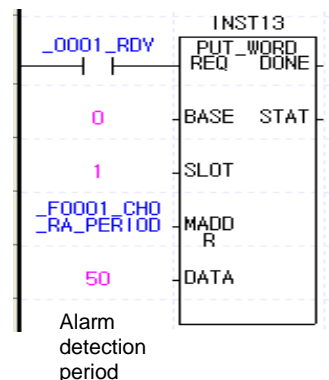 INST13
_0001_RDY
PUT_WORD
REQ DONE
0
BASE STAT
1
SLOT
_F0001_CH0
_RA_PERIOD
MADD
R
50
DATA
Alarm
detection
period